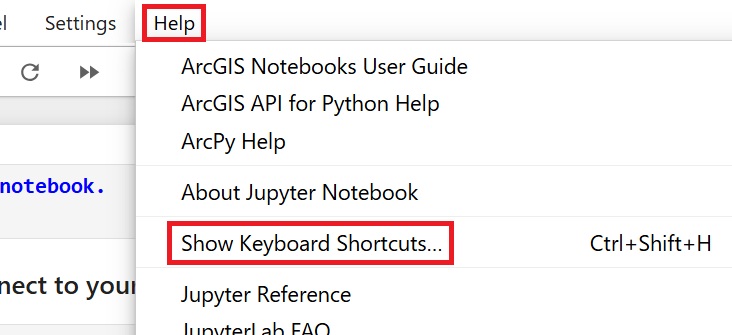 Settings Help
ArcGIS Notebooks User Guide
ArcGIS API for Python Help
ArcPy Help
notebook.
About Jupyter Notebook
Show Keyboard Shortcuts... Ctrl+Shift+H
nect to your
Jupyter Reference
JupyterLab FAQ